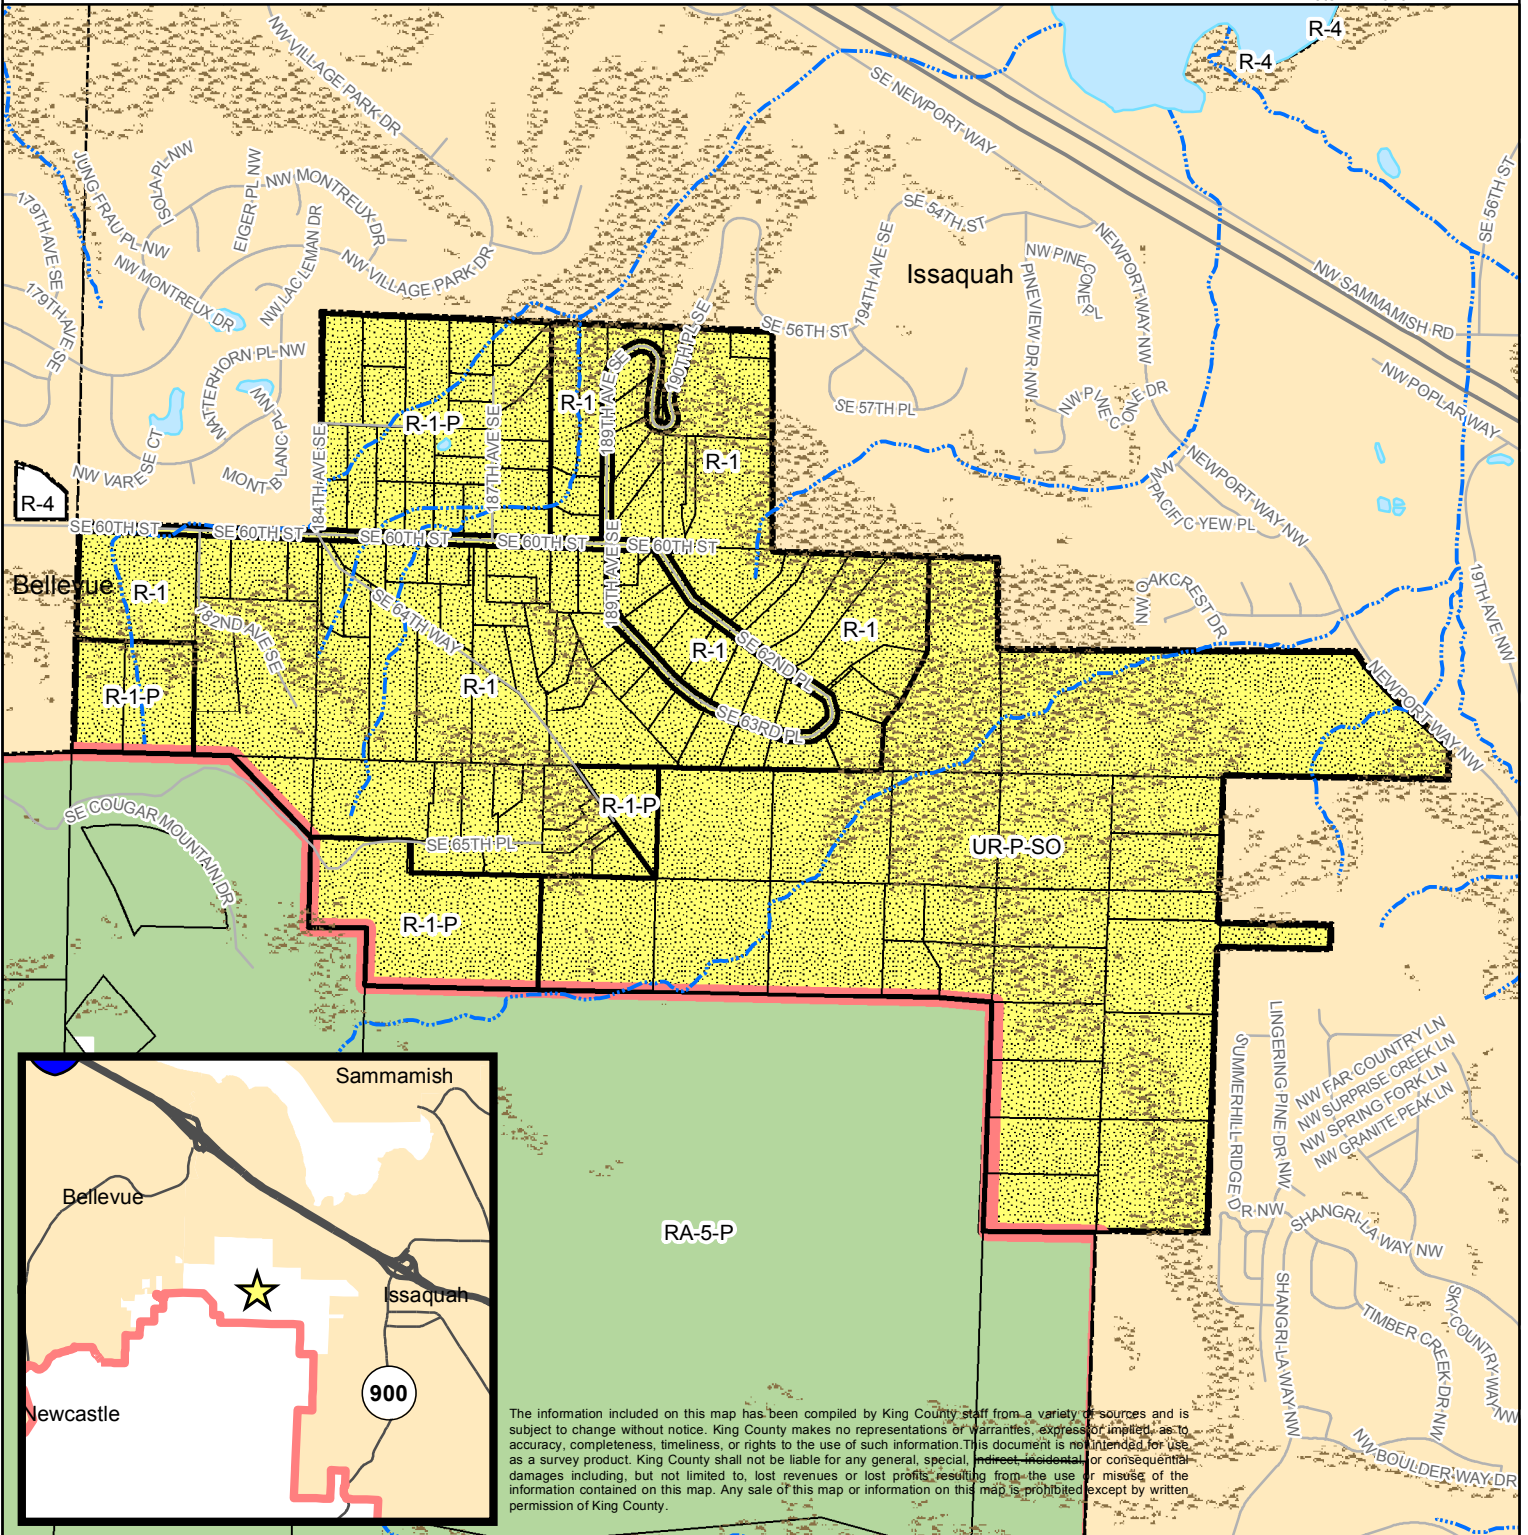 R-4
R-4
NW VILLAGE PARK DR
SE NEWPORT WAY
SE 56TH ST
JUNG FRAU PL NW
ISOLA PL NW
EIGER PL NW
NW MONTREUX DR
179TH AVE SE
NW LACLEMAN DR
NW VILLAGE PARK DR
NW MONTREUX DR
179TH AVE SE
MATTERHORN PL NW
NW VARESE CT
MONT BLANC PL NW
SE 54TH ST
194TH AVE SE
Issaquah
NW PINECONE PL
PINEVIEW DR NW
NEWPORT WAY NW
NW SAMMAMISH RD
NW POPLAR WAY
SE 56TH ST
SE 57TH PL
NW PINE CONE DR
190TH PL SE
189TH AVE SE
R-1
R-1-P
187TH AVE SE
184TH AVE SE
R-1
R-4
SE 60TH ST
SE 60TH ST
SE 60TH ST
SE 60TH ST
SE 60TH ST
NW PACIFIC YEW PL
NEWPORT WAY NW
NW OAKCREST DR
19TH AVE NW
NEWPORT WAY NW
Bellevue
R-1
182ND AVE SE
SE 64TH WAY
189TH AVE SE
R-1
R-1
SE 62ND PL
R-1
R-1-P
SE 63RD PL
SE COUGAR MOUNTAIN DR
R-1-P
SE 65TH PL
UR-P-SO
R-1-P
SUMMERHILL RIDGE DR NW
LINGERING PINE DR NW
NW FAR COUNTRY LN
NW SURPRISE CREEK LN
NW SPRING FORK LN
NW GRANITE PEAK LN
SHANGRI-LA WAY NW
SHANGRI-LA WAY NW
TIMBER CREEK DR NW
SKY COUNTRY WAY NW
NW BOULDER WAY DR
RA-5-P
Sammamish
Bellevue
Issaquah
900
Newcastle
The information included on this map has been compiled by King County staff from a variety of sources and is
subject to change without notice. King County makes no representations or warranties, express or implied, as to
accuracy, completeness, timeliness, or rights to the use of such information.This document is not intended for use
as a survey product. King County shall not be liable for any general, special, indirect, incidental, or consequential
damages including, but not limited to, lost revenues or lost profits resulting from the use or misuse of the
information contained on this map. Any sale of this map or information on this map is prohibited except by written
permission of King County.